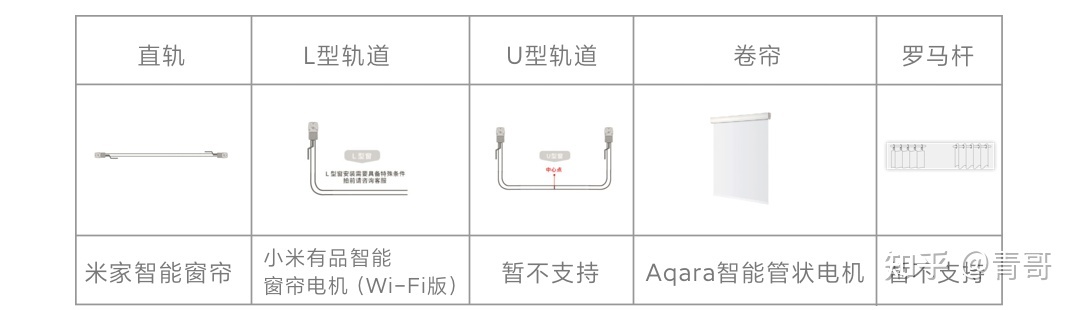 直轨
L型轨道
U型轨道
卷帘
罗马杆
L型窗
L型窗安装需要具备特殊条件
拍前请咨询客服
U型窗
中心点
米家智能窗帘
小米有品智能
窗帘电机（Wi-Fi版）
暂不支持
Aqara智能管状电机
暂不支持
知乎 @青哥